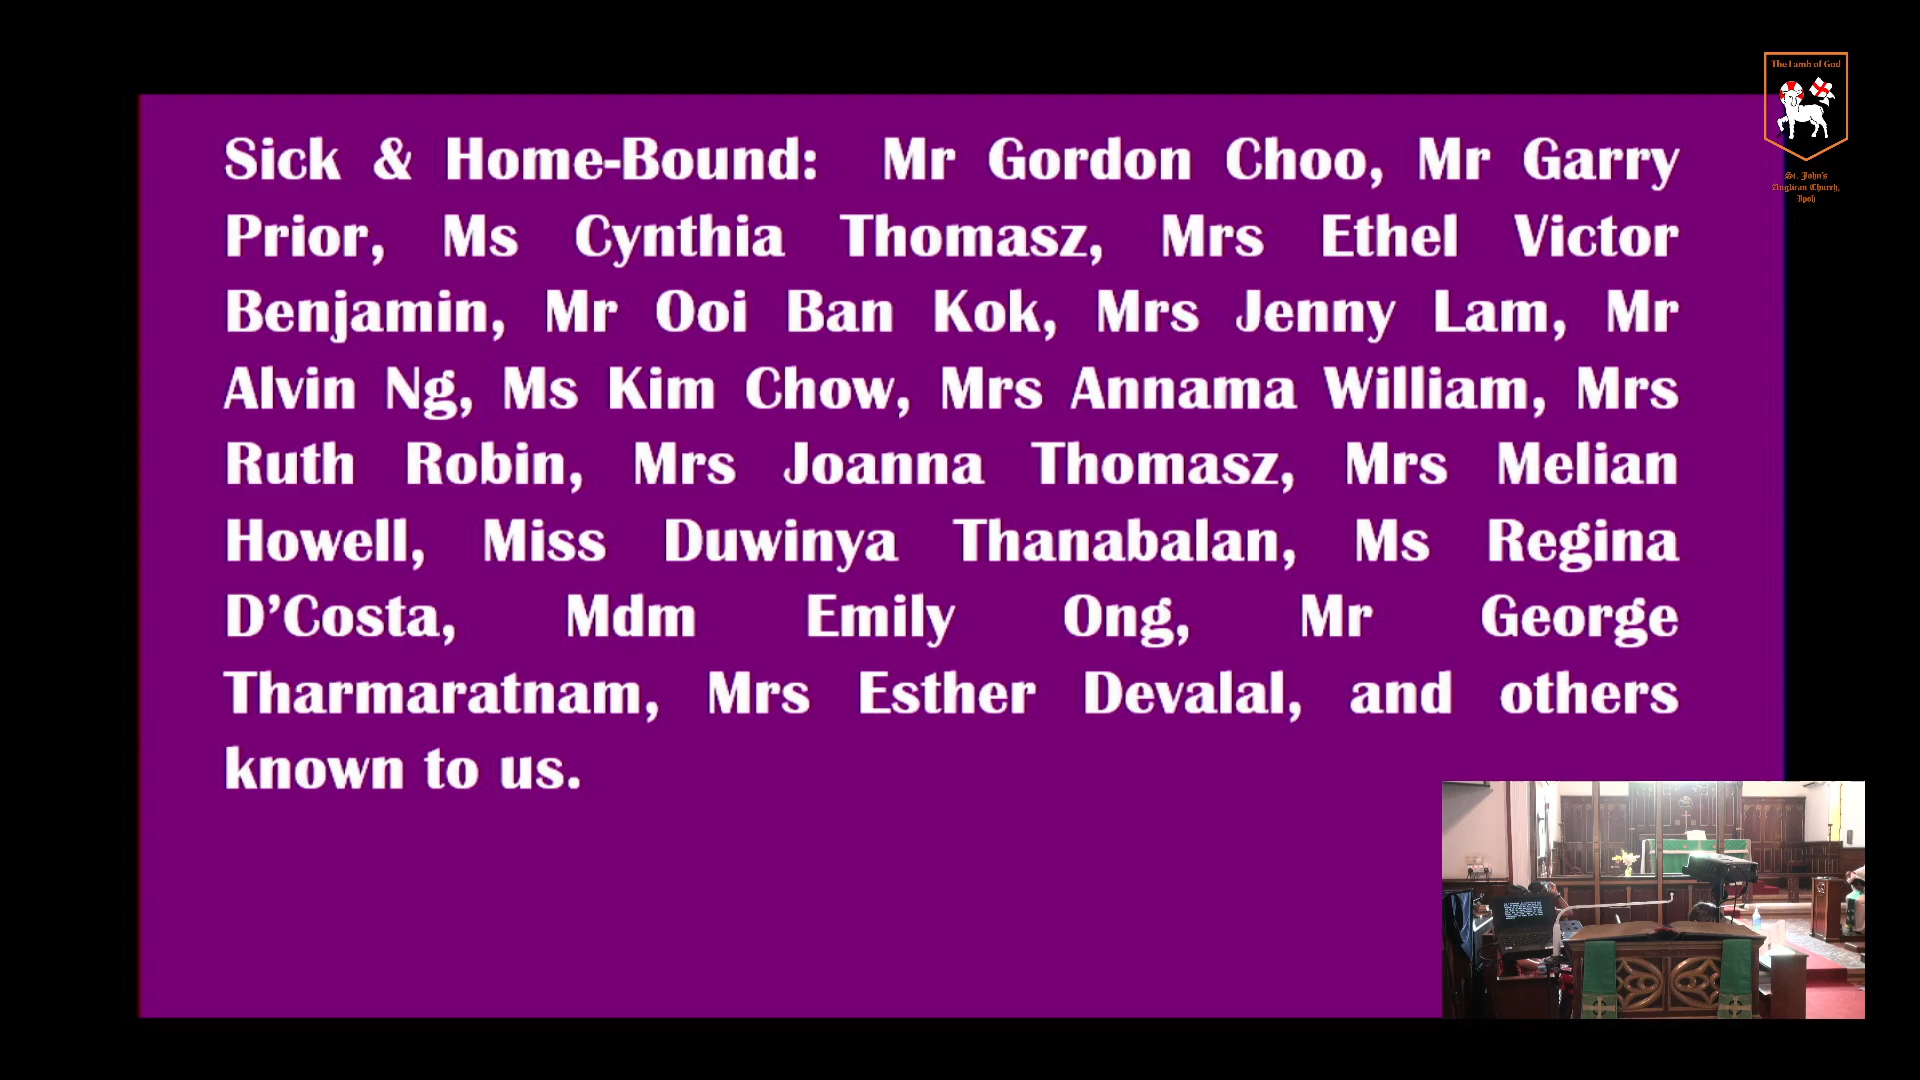 Sick & Home-Bound: Mr Gordon Choo, Mr Garry
Prior, Ms Cynthia Thomasz, Mrs Ethel Victor
Benjamin, Mr Ooi Ban Kok, Mrs Jenny Lam, Mr
Alvin Ng, Ms Kim Chow, Mrs Annama William, Mrs
Ruth Robin, Mrs Joanna Thomasz, Mrs Melian
Howell, Miss Duwinya Thanabalan, Ms Regina
D’Costa, Mdm Emily Ong, Mr George
Tharmaratnam, Mrs Esther Devalal, and others
known to us.
The Lamb of God
St. John's
Anglican Church,
Ipoh